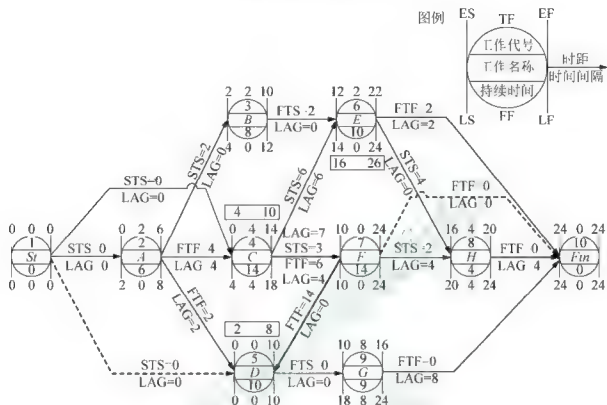 图例
ES TF EF
工作代号
工作名称
持续时间
LS FF LF
时距
时间间隔
2 2 10
3
B
8
4 0 12
FTS=2
LAG=0
12 2 22
6
E
10
14 0 24
16 26
FTF=2
LAG=2
STS=2
LAG=0
STS=6
LAG=6
STS=4
LAG=0
STS=0
LAG=0
4 10
LAG=7
FTF=0
LAG=0
0 0 0
1
St
0
0 0 0
STS=0
LAG=0
0 2 6
2
A
6
2 0 8
FTF=4
LAG=4
0 4 14
4
C
14
4 4 18
STS=3
FTF=6
LAG=4
10 0 24
7
F
14
10 0 24
STS=2
LAG=4
16 4 20
8
H
4
20 4 24
FTF=0
LAG=4
24 0 24
10
Fin
0
24 0 24
FTF=2
LAG=2
FTF=14
LAG=0
2 8
STS=0
LAG=0
0 0 10
5
D
10
0 0 10
FTS=0
LAG=0
10 8 16
9
G
9
18 8 24
FTF=0
LAG=8